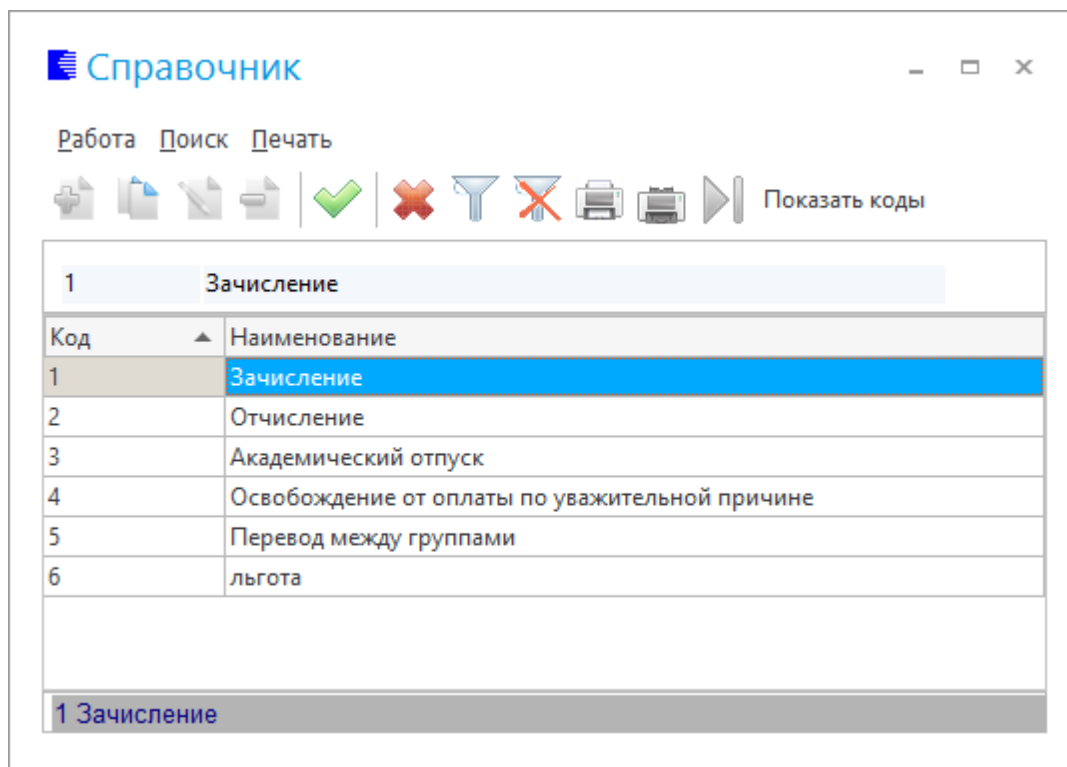 Справочник
Работа Поиск Печать
Показать коды
1 Зачисление
Код Наименование
1 Зачисление
2 Отчисление
3 Академический отпуск
4 Освобождение от оплаты по уважительной причине
5 Перевод между группами
6 льгота
1 Зачисление